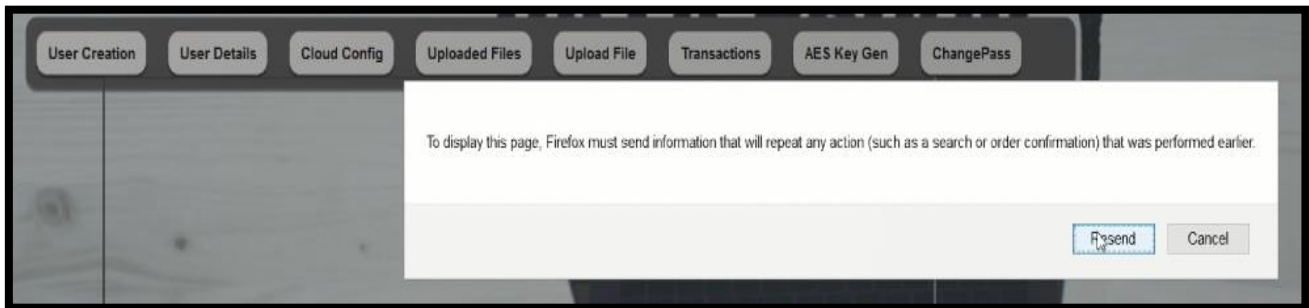 User Creation User Details Cloud Config Uploaded Files Upload File Transactions AES Key Gen ChangePass
To display this page, Firefox must send information that will repeat any action (such as a search or order confirmation) that was performed earlier.
Resend Cancel